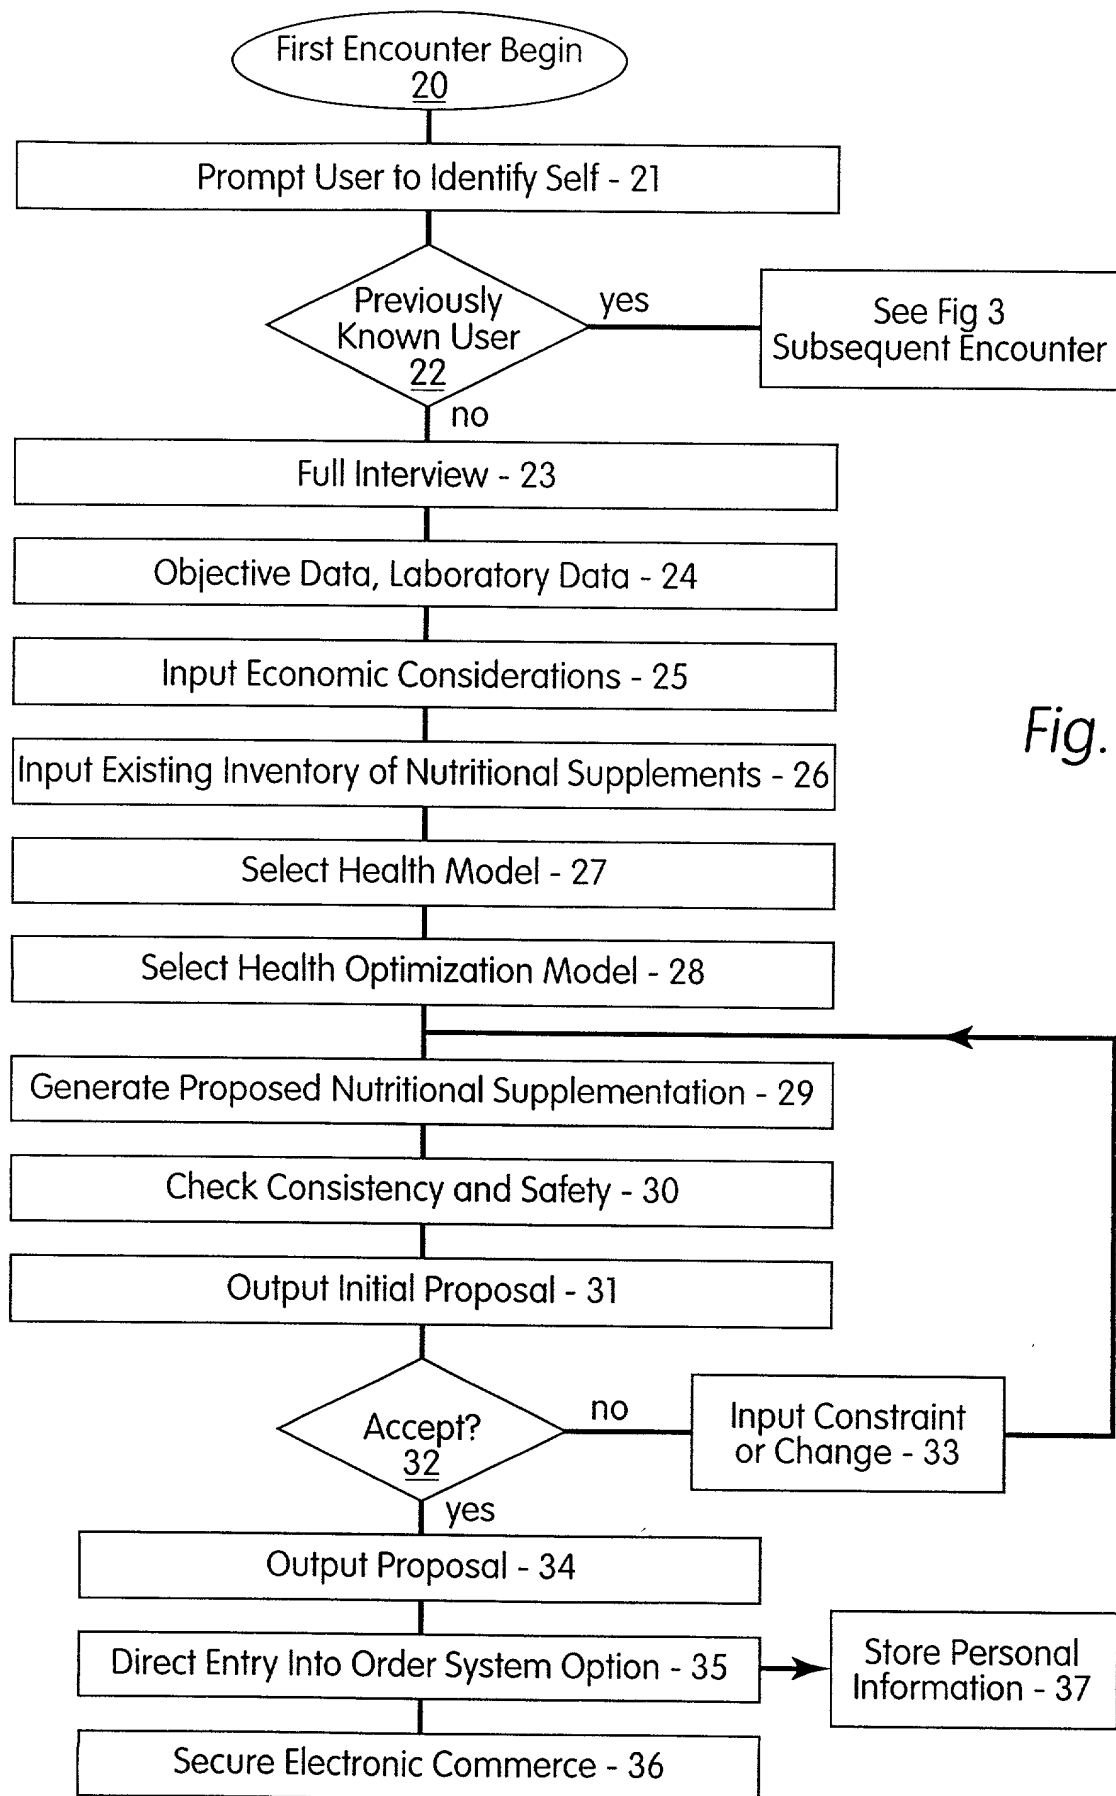 First Encounter Begin
20
Prompt User to Identify Self - 21
Previously
Known User
22
yes
See Fig 3
Subsequent Encounter
no
Full Interview - 23
Objective Data, Laboratory Data - 24
Input Economic Considerations - 25
Fig.
Input Existing Inventory of Nutritional Supplements - 26
Select Health Model - 27
Select Health Optimization Model - 28
Generate Proposed Nutritional Supplementation - 29
Check Consistency and Safety - 30
Output Initial Proposal - 31
Accept?
32
no
Input Constraint
or Change - 33
yes
Output Proposal - 34
Direct Entry Into Order System Option - 35
Store Personal
Information - 37
Secure Electronic Commerce - 36